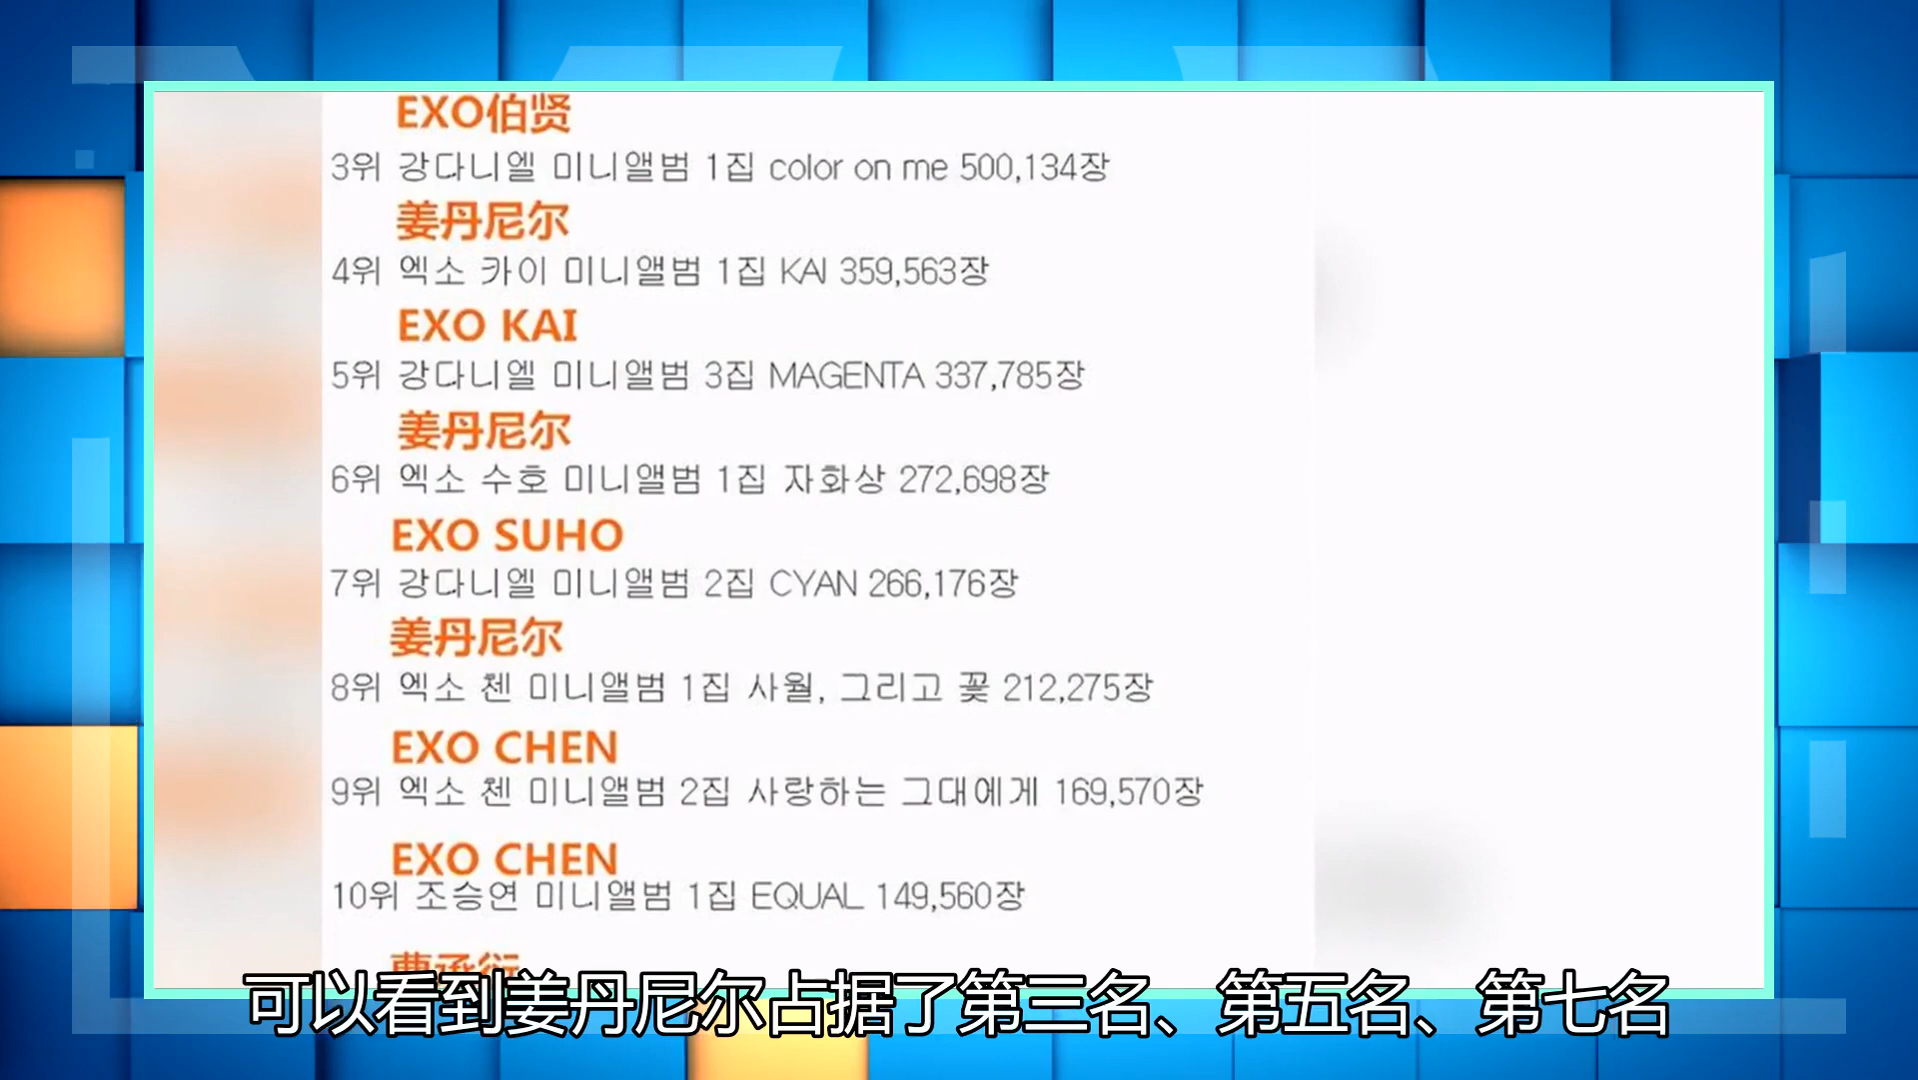 EXO伯贤
3위 강다니엘 미니앨범 1집 color on me 500,134장
姜丹尼尔
4위 엑소 카이 미니앨범 1집 KAI 359,563장
EXO KAI
5위 강다니엘 미니앨범 3집 MAGENTA 337,785장
姜丹尼尔
6위 엑소 수호 미니앨범 1집 자화상 272,698장
EXO SUHO
7위 강다니엘 미니앨범 2집 CYAN 266,176장
姜丹尼尔
8위 엑소 첸 미니앨범 1집 사월, 그리고 꽃 212,275장
EXO CHEN
9위 엑소 첸 미니앨범 2집 사랑하는 그대에게 169,570장
EXO CHEN
10위 조승연 미니앨범 1집 EQUAL 149,560장
曹承衍
可以看到姜丹尼尔占据了第三名、第五名、第七名